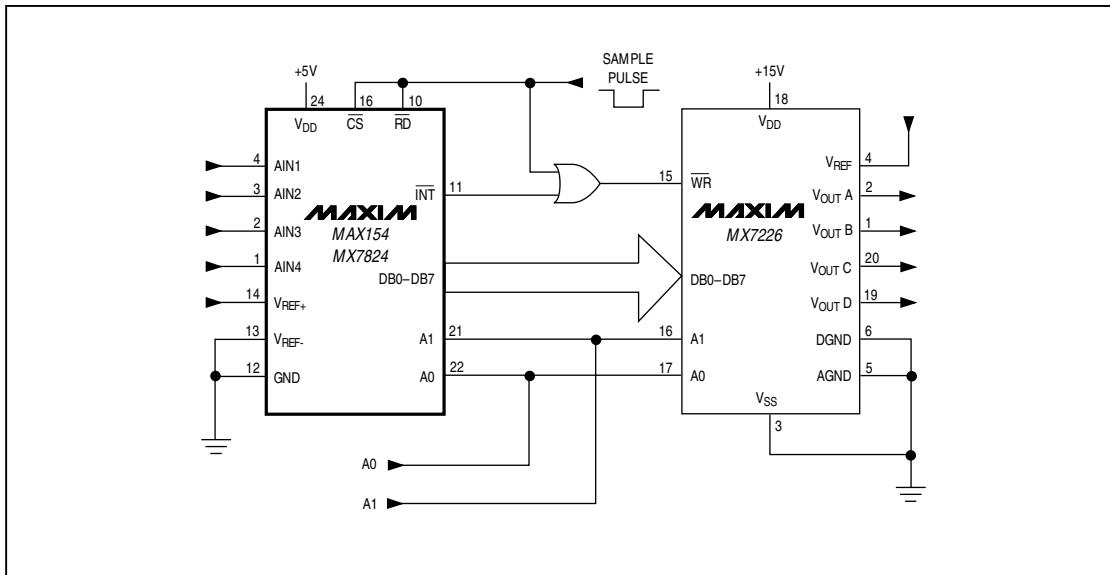 SAMPLE
PULSE
+5V
+15V
24
16
10
18
VDD
CS
RD
VDD
4
AIN1
3
AIN2
2
AIN3
1
AIN4
14
VREF+
13
VREF-
12
GND
MAXIM
MAX154
MX7824
INT
11
DB0–DB7
A1
21
A0
22
15
WR
MAXIM
MX7226
DB0–DB7
16
A1
17
A0
VREF
4
VOUT A
2
VOUT B
1
VOUT C
20
VOUT D
19
DGND
6
AGND
5
VSS
3
A0
A1